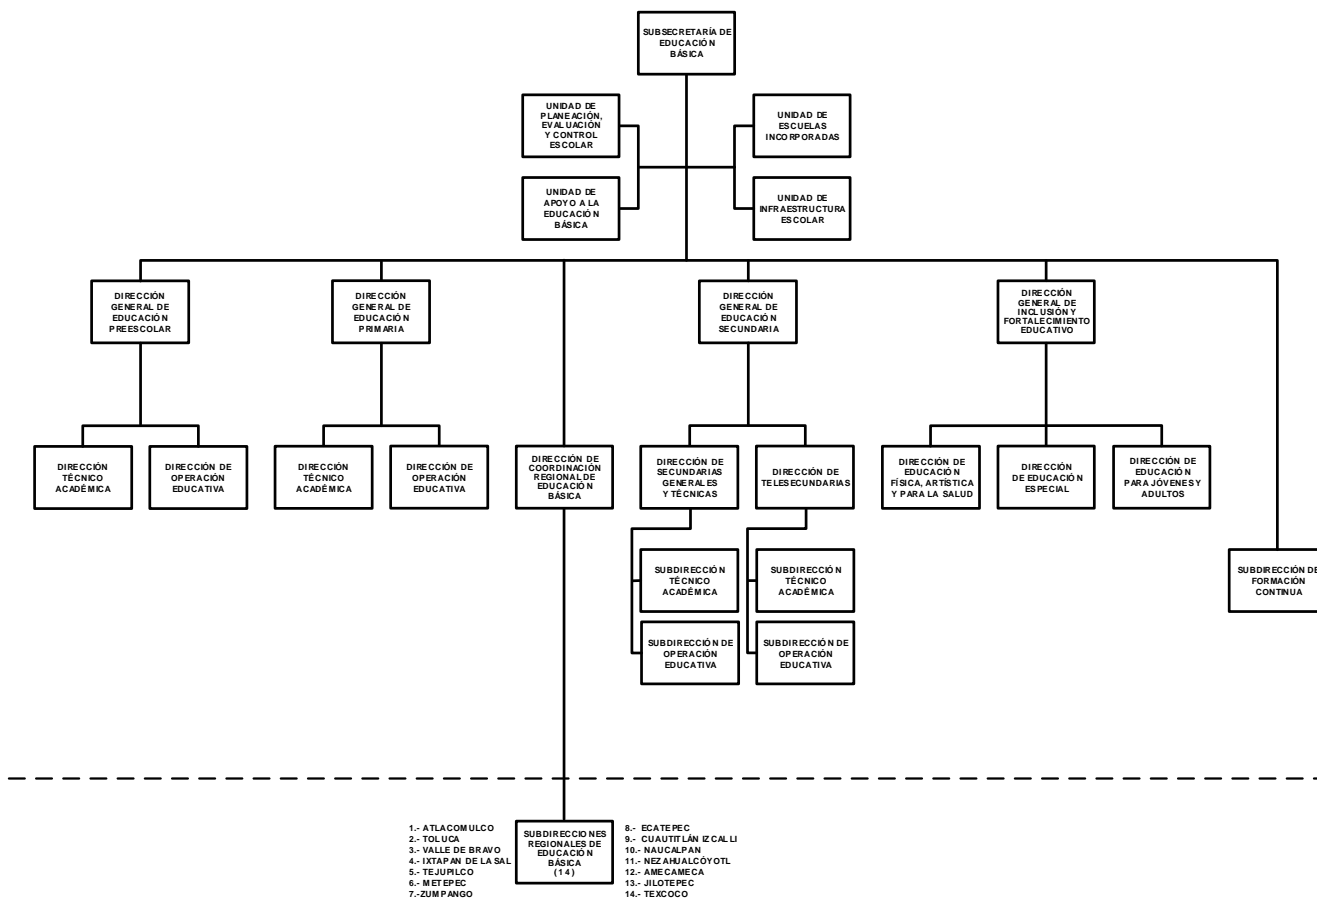 SUBSECRETARÍA DE
EDUCACIÓN
BÁSICA
UNIDAD DE
PLANEACIÓN,
EVALUACIÓN
Y CONTROL
ESCOLAR
UNIDAD DE
ESCUELAS
INCORPORADAS
UNIDAD DE
APOYO A LA
EDUCACIÓN
BÁSICA
UNIDAD DE
INFRAESTRUCTURA
ESCOLAR
DIRECCIÓN
GENERAL DE
EDUCACIÓN
PREESCOLAR
DIRECCIÓN
GENERAL DE
EDUCACIÓN
PRIMARIA
DIRECCIÓN
GENERAL DE
EDUCACIÓN
SECUNDARIA
DIRECCIÓN
GENERAL DE
INCLUSIÓN Y
FORTALECIMIENTO
EDUCATIVO
DIRECCIÓN
TÉCNICO
ACADÉMICA
DIRECCIÓN DE
OPERACIÓN
EDUCATIVA
DIRECCIÓN
TÉCNICO
ACADÉMICA
DIRECCIÓN DE
OPERACIÓN
EDUCATIVA
DIRECCIÓN DE
COORDINACIÓN
REGIONAL DE
EDUCACIÓN
BÁSICA
DIRECCIÓN DE
SECUNDARIAS
GENERALES
Y TÉCNICAS
DIRECCIÓN DE
TELESECUNDARIAS
DIRECCIÓN DE
EDUCACIÓN
FÍSICA, ARTÍSTICA
Y PARA LA SALUD
DIRECCIÓN
DE EDUCACIÓN
ESPECIAL
DIRECCIÓN DE
EDUCACIÓN
PARA JÓVENES Y
ADULTOS
SUBDIRECCIÓN
TÉCNICO
ACADÉMICA
SUBDIRECCIÓN
TÉCNICO
ACADÉMICA
SUBDIRECCIÓN DE
FORMACIÓN
CONTINUA
SUBDIRECCIÓN DE
OPERACIÓN
EDUCATIVA
SUBDIRECCIÓN DE
OPERACIÓN
EDUCATIVA
1.- ATLACOMULCO
2.- TOLUCA
3.- VALLE DE BRAVO
4.- IXTAPAN DE LA SAL
5.- TEJUPILCO
6.- METEPEC
7.-ZUMPANGO
SUBDIRECCIONES
REGIONALES DE
EDUCACIÓN
BÁSICA
(14)
8.- ECATEPEC
9.- CUAUTITLÁN IZCALLI
10.- NAUCALPAN
11.- NEZAHUALCÓYOTL
12.- AMECAMECA
13.- JILOTEPEC
14.- TEXCOCO